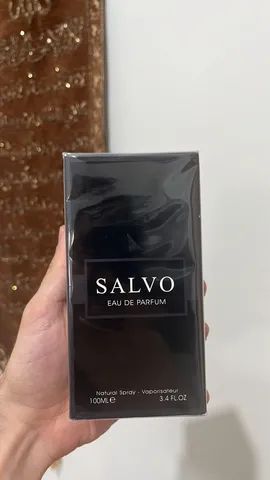 SALVO
EAU DE PARFUM
Natural Spray - Vaporisateur
100ML e 3.4 FL.OZ